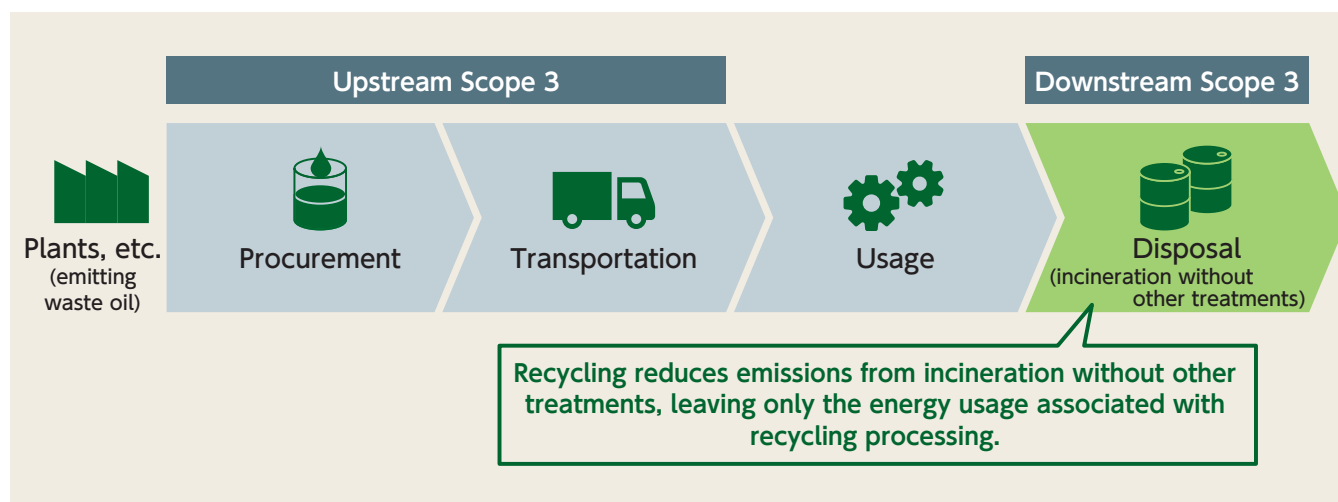 Upstream Scope 3
Downstream Scope 3
Plants, etc.
(emitting
waste oil)
Procurement
Transportation
Usage
Disposal
(incineration without
other treatments)
Recycling reduces emissions from incineration without other
treatments, leaving only the energy usage associated with
recycling processing.